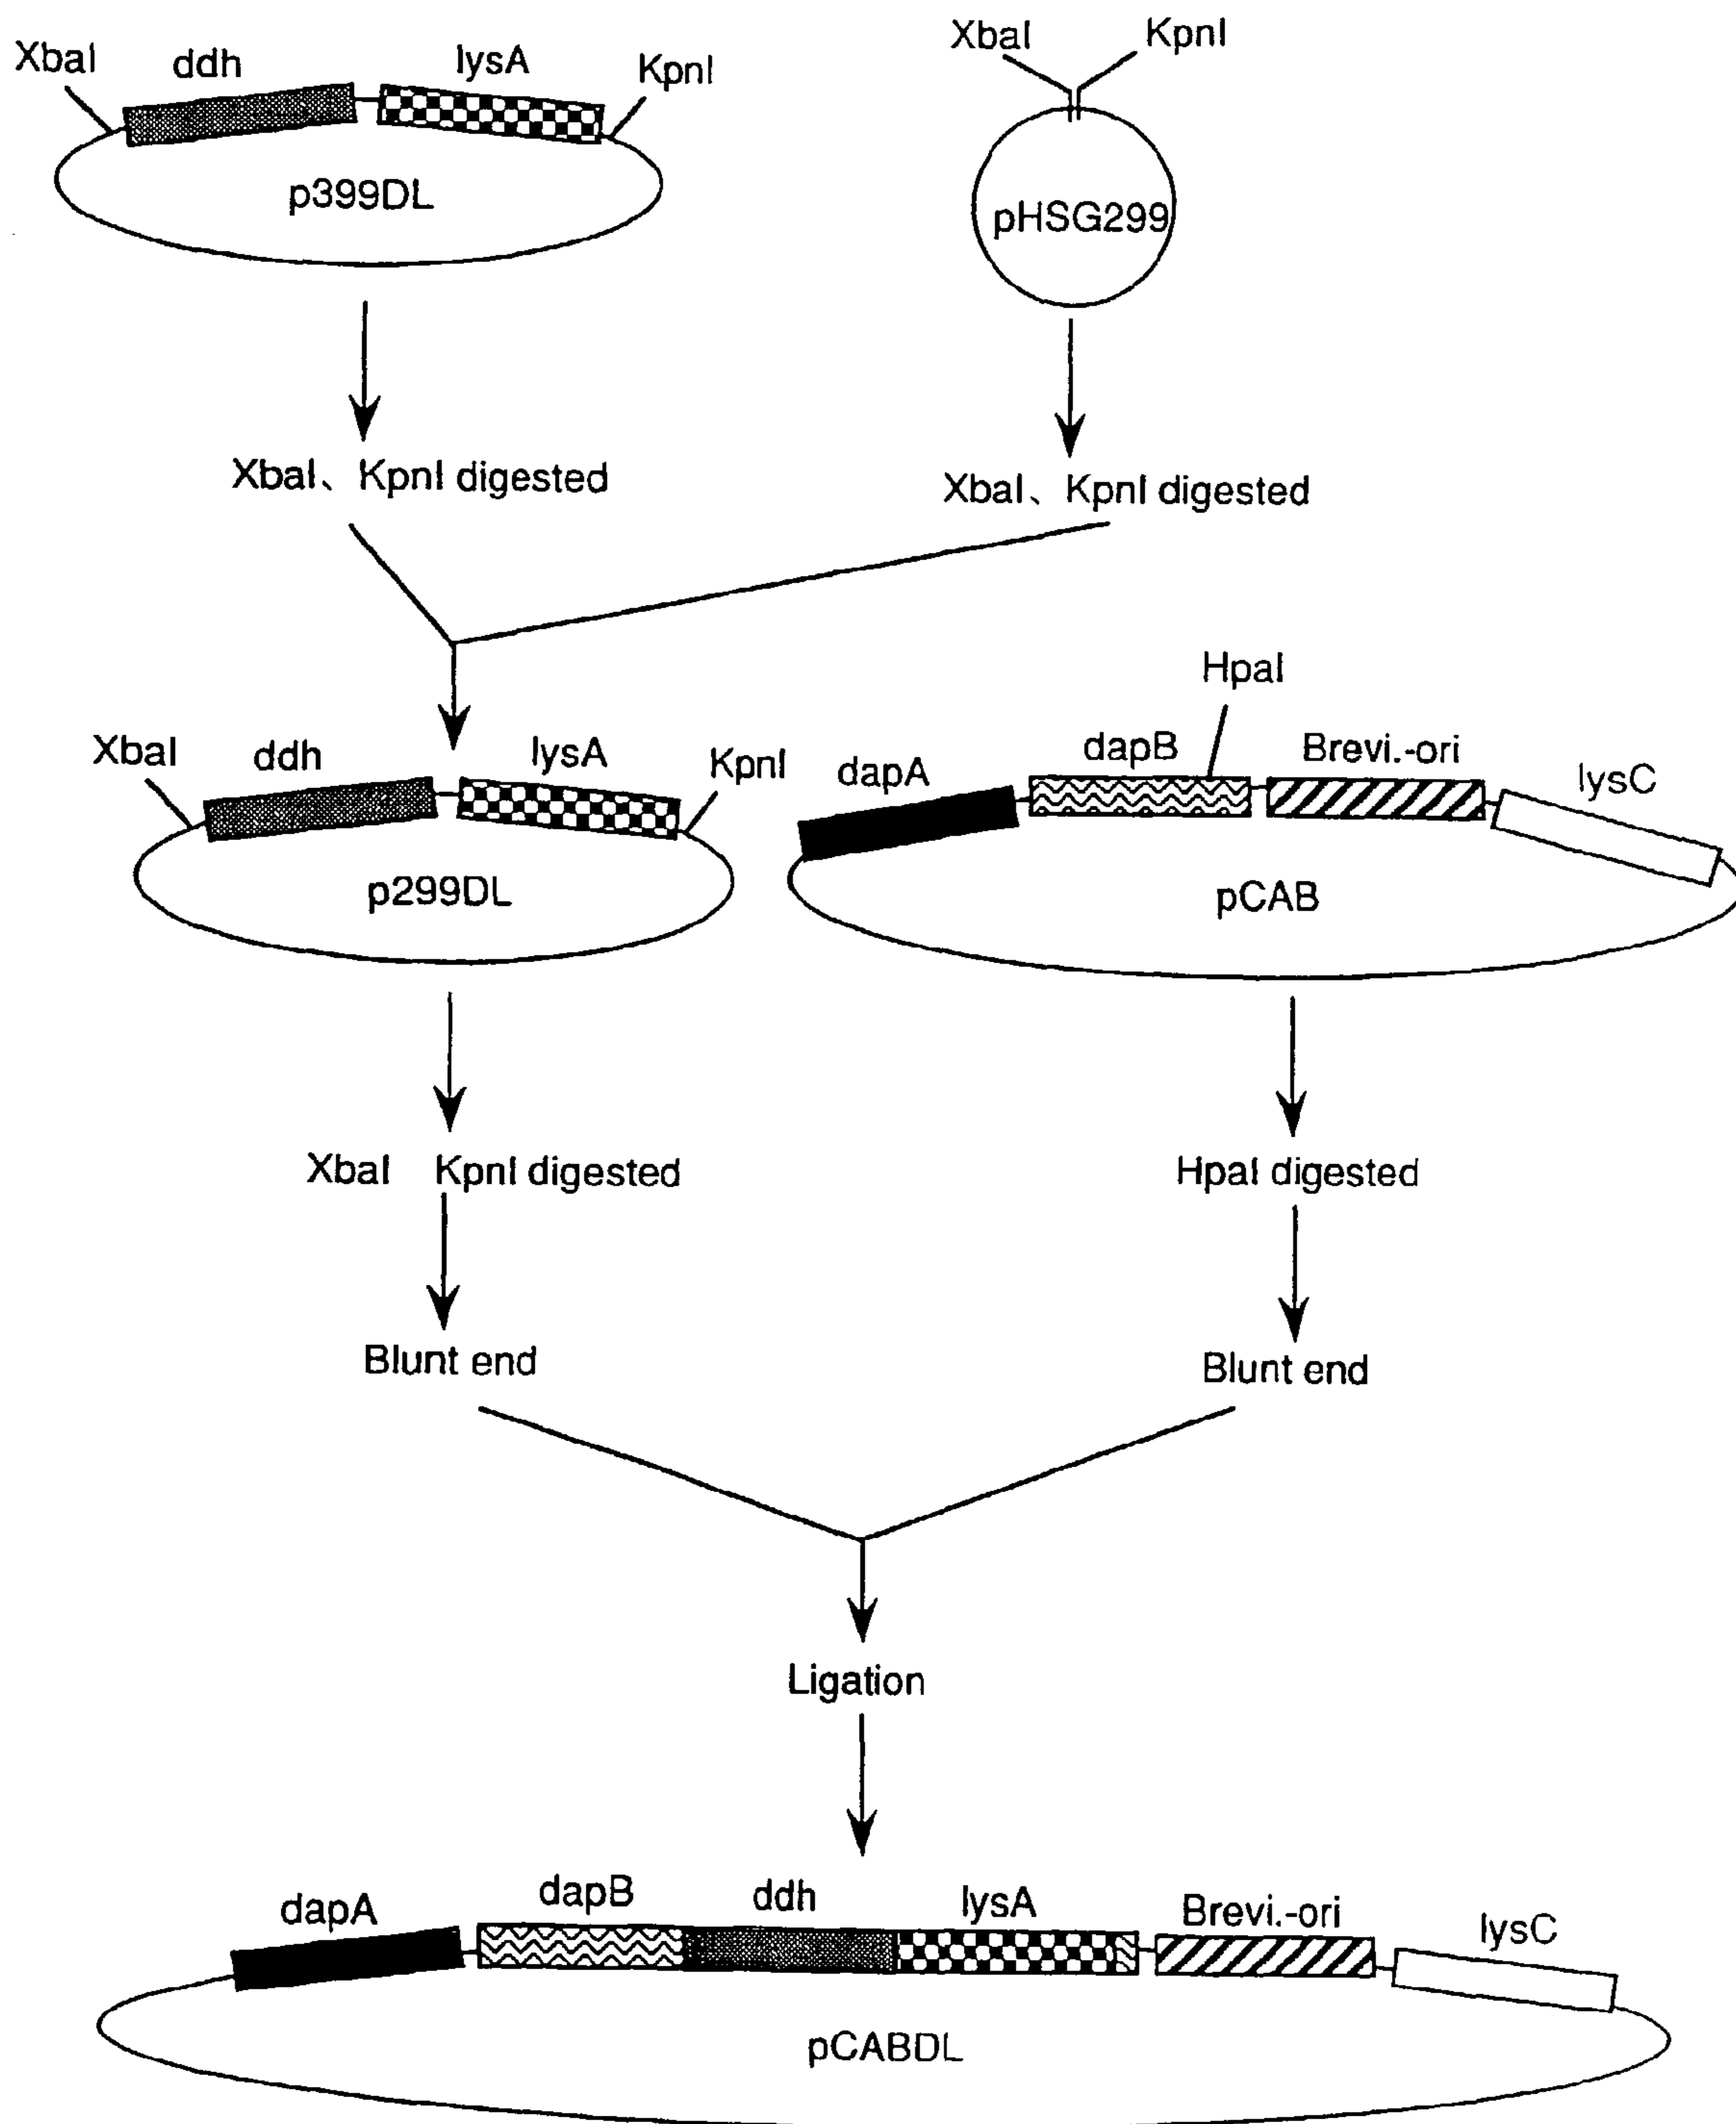 XbaI
ddh
lysA
KpnI
p399DL
XbaI
KpnI
pHSG299
XbaI、 KpnI digested
XbaI、 KpnI digested
XbaI
ddh
lysA
KpnI
p299DL
HpaI
dapA
dapB
Brevi.-ori
lysC
pCAB
XbaI KpnI digested
HpaI digested
Blunt end
Blunt end
Ligation
dapA
dapB
ddh
lysA
Brevi.-ori
lysC
pCABDL